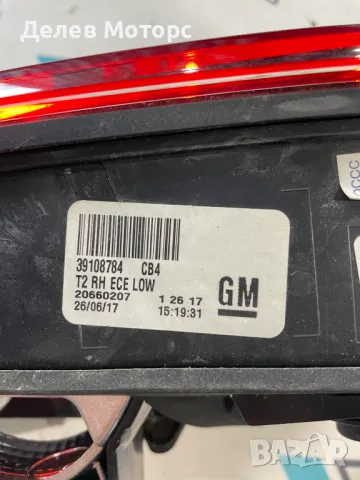 Делев Моторс
CCCC
39108784 CB4
T2 RH ECE LOW
20660207 1 26 17
26/06/17 15:19:31
GM
BAZAR